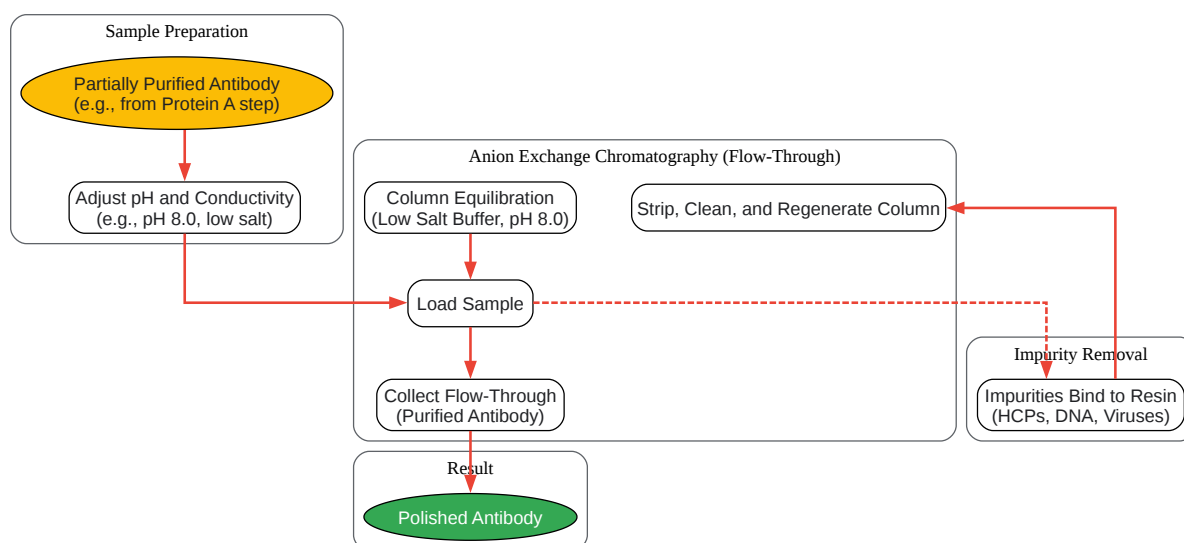 Sample Preparation
Partially Purified Antibody
(e.g., from Protein A step)
Adjust pH and Conductivity
(e.g., pH 8.0, low salt)
Anion Exchange Chromatography (Flow-Through)
Column Equilibration
(Low Salt Buffer, pH 8.0)
Strip, Clean, and Regenerate Column
Load Sample
Collect Flow-Through
(Purified Antibody)
Impurity Removal
Impurities Bind to Resin
(HCPs, DNA, Viruses)
Result
Polished Antibody